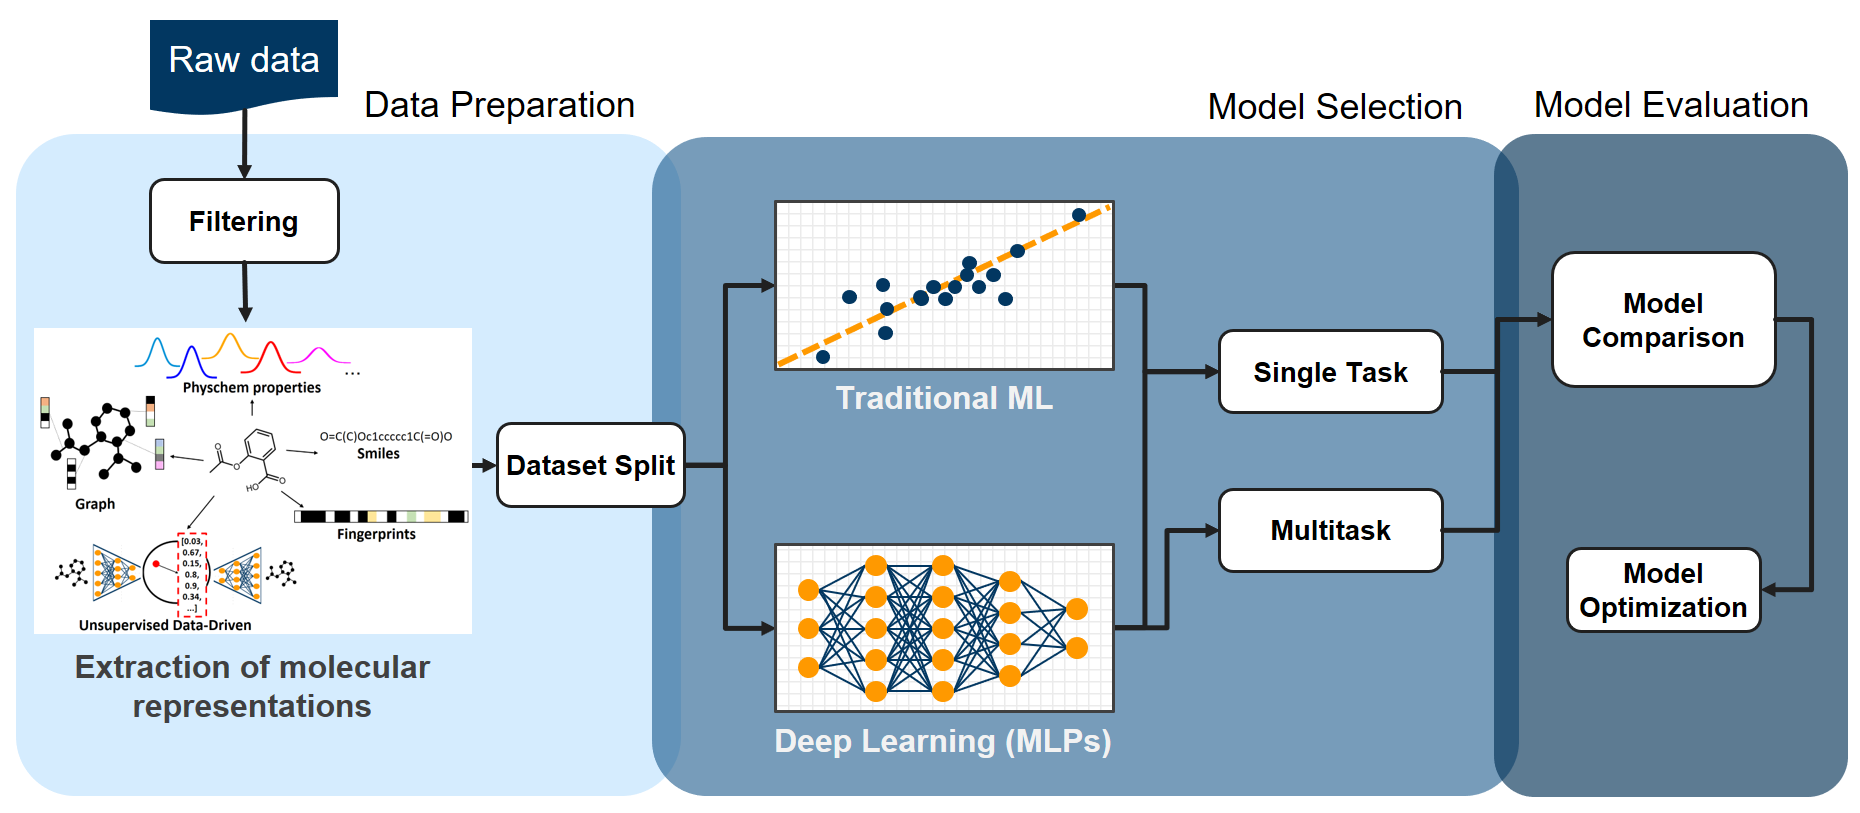 Raw data
Data Preparation
Model Selection
Model Evaluation
Filtering
Physchem properties
...
O=C(C)Oc1ccccc1C(=O)O
Smiles
O
O
O
HO
Graph
Fingerprints
[0.03,
0.67,
0.15,
0.8,
0.9,
0.34,
...]
Unsupervised Data-Driven
Extraction of molecular
representations
Dataset Split
Traditional ML
Deep Learning (MLPs)
Single Task
Multitask
Model
Comparison
Model
Optimization